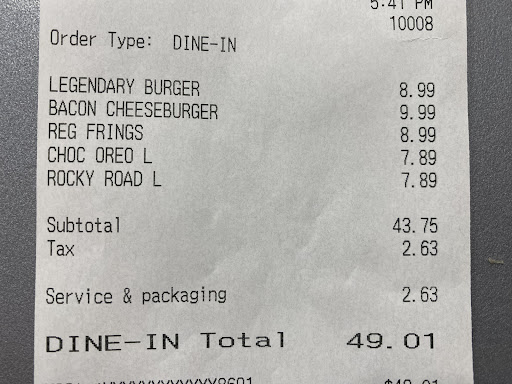 5:41 PM
10008
Order Type: DINE-IN
LEGENDARY BURGER 8.99
BACON CHEESEBURGER 9.99
REG FRINGS 8.99
CHOC OREO L 7.89
ROCKY ROAD L 7.89
Subtotal 43.75
Tax 2.63
Service & packaging 2.63
DINE-IN Total 49.01